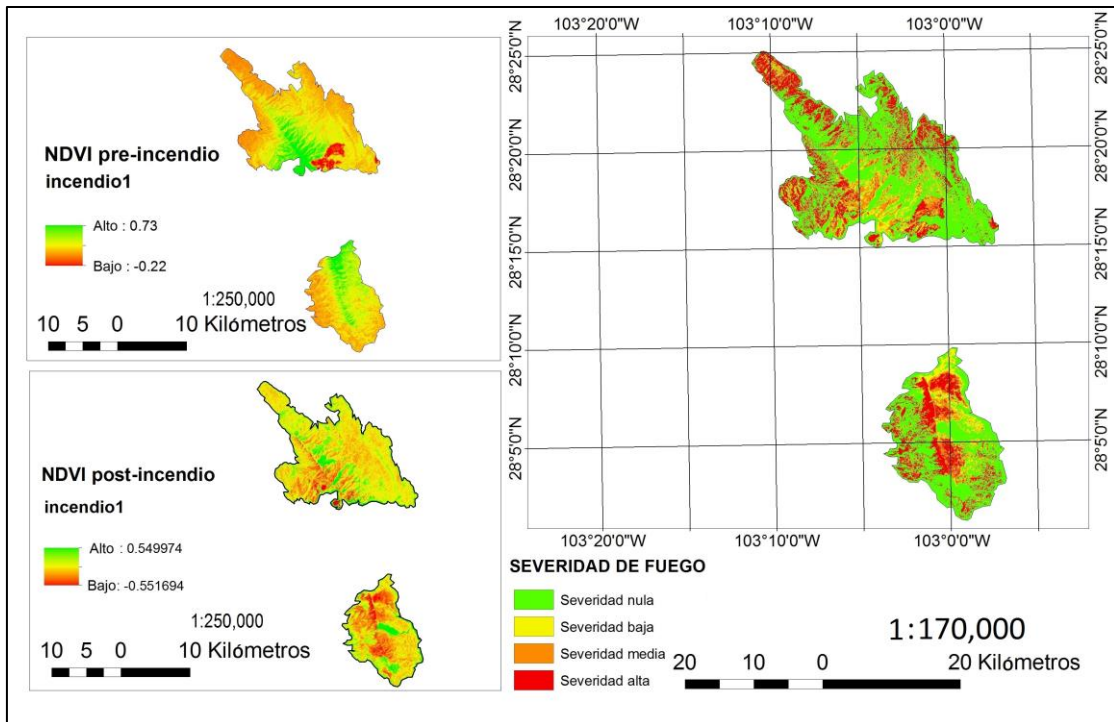 NDVI pre-incendio
incendio1
Alto : 0.73
Bajo : -0.22
1:250,000
10 5 0 10 Kilómetros
NDVI post-incendio
incendio1
Alto : 0.549974
Bajo: -0.551694
1:250,000
10 5 0 10 Kilómetros
103°20'0"W 103°10'0"W 103°0'0"W
28°25'0"N 28°25'0"N
28°20'0"N 28°20'0"N
28°15'0"N 28°15'0"N
28°10'0"N 28°10'0"N
28°5'0"N 28°5'0"N
103°20'0"W 103°10'0"W 103°0'0"W
SEVERIDAD DE FUEGO
Severidad nula
Severidad baja
Severidad media
Severidad alta
1:170,000
20 10 0 20 Kilómetros